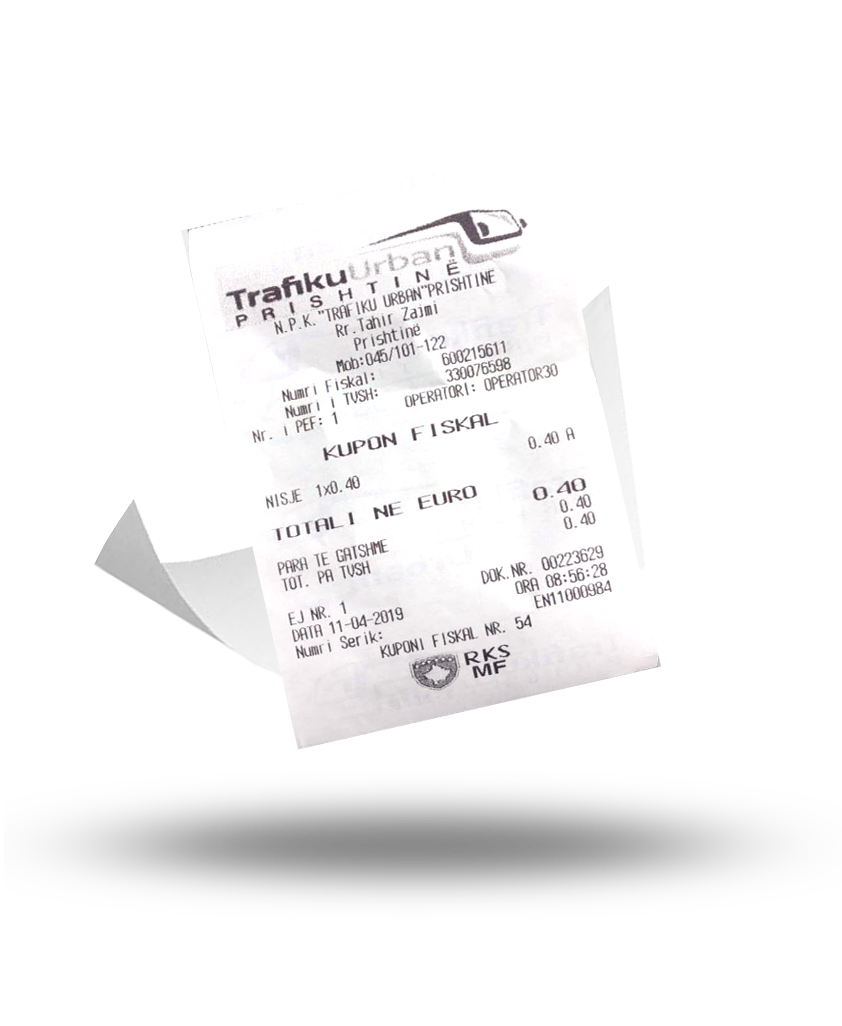 TrafikuUrban
PRISHTINË
N.P.K."TRAFIKU URBAN"PRISHTINE
Rr.Tahir Zajmi
Prishtinë
Mob:045/101-122
Numri Fiskal: 600215611
Numri i TVSH: 330076598
Nr. i PEF: 1 OPERATORI: OPERATOR30
KUPON FISKAL
NISJE 1x0.40 0.40 A
TOTALI NE EURO 0.40
PARA TE GATSHME 0.40
TOT. PA TVSH 0.40
EJ NR. 1 DOK.NR. 00223629
DATA 11-04-2019 ORA 08:56:28
Numri Serik: EN11000984
KUPONI FISKAL NR. 54
RKS
MF